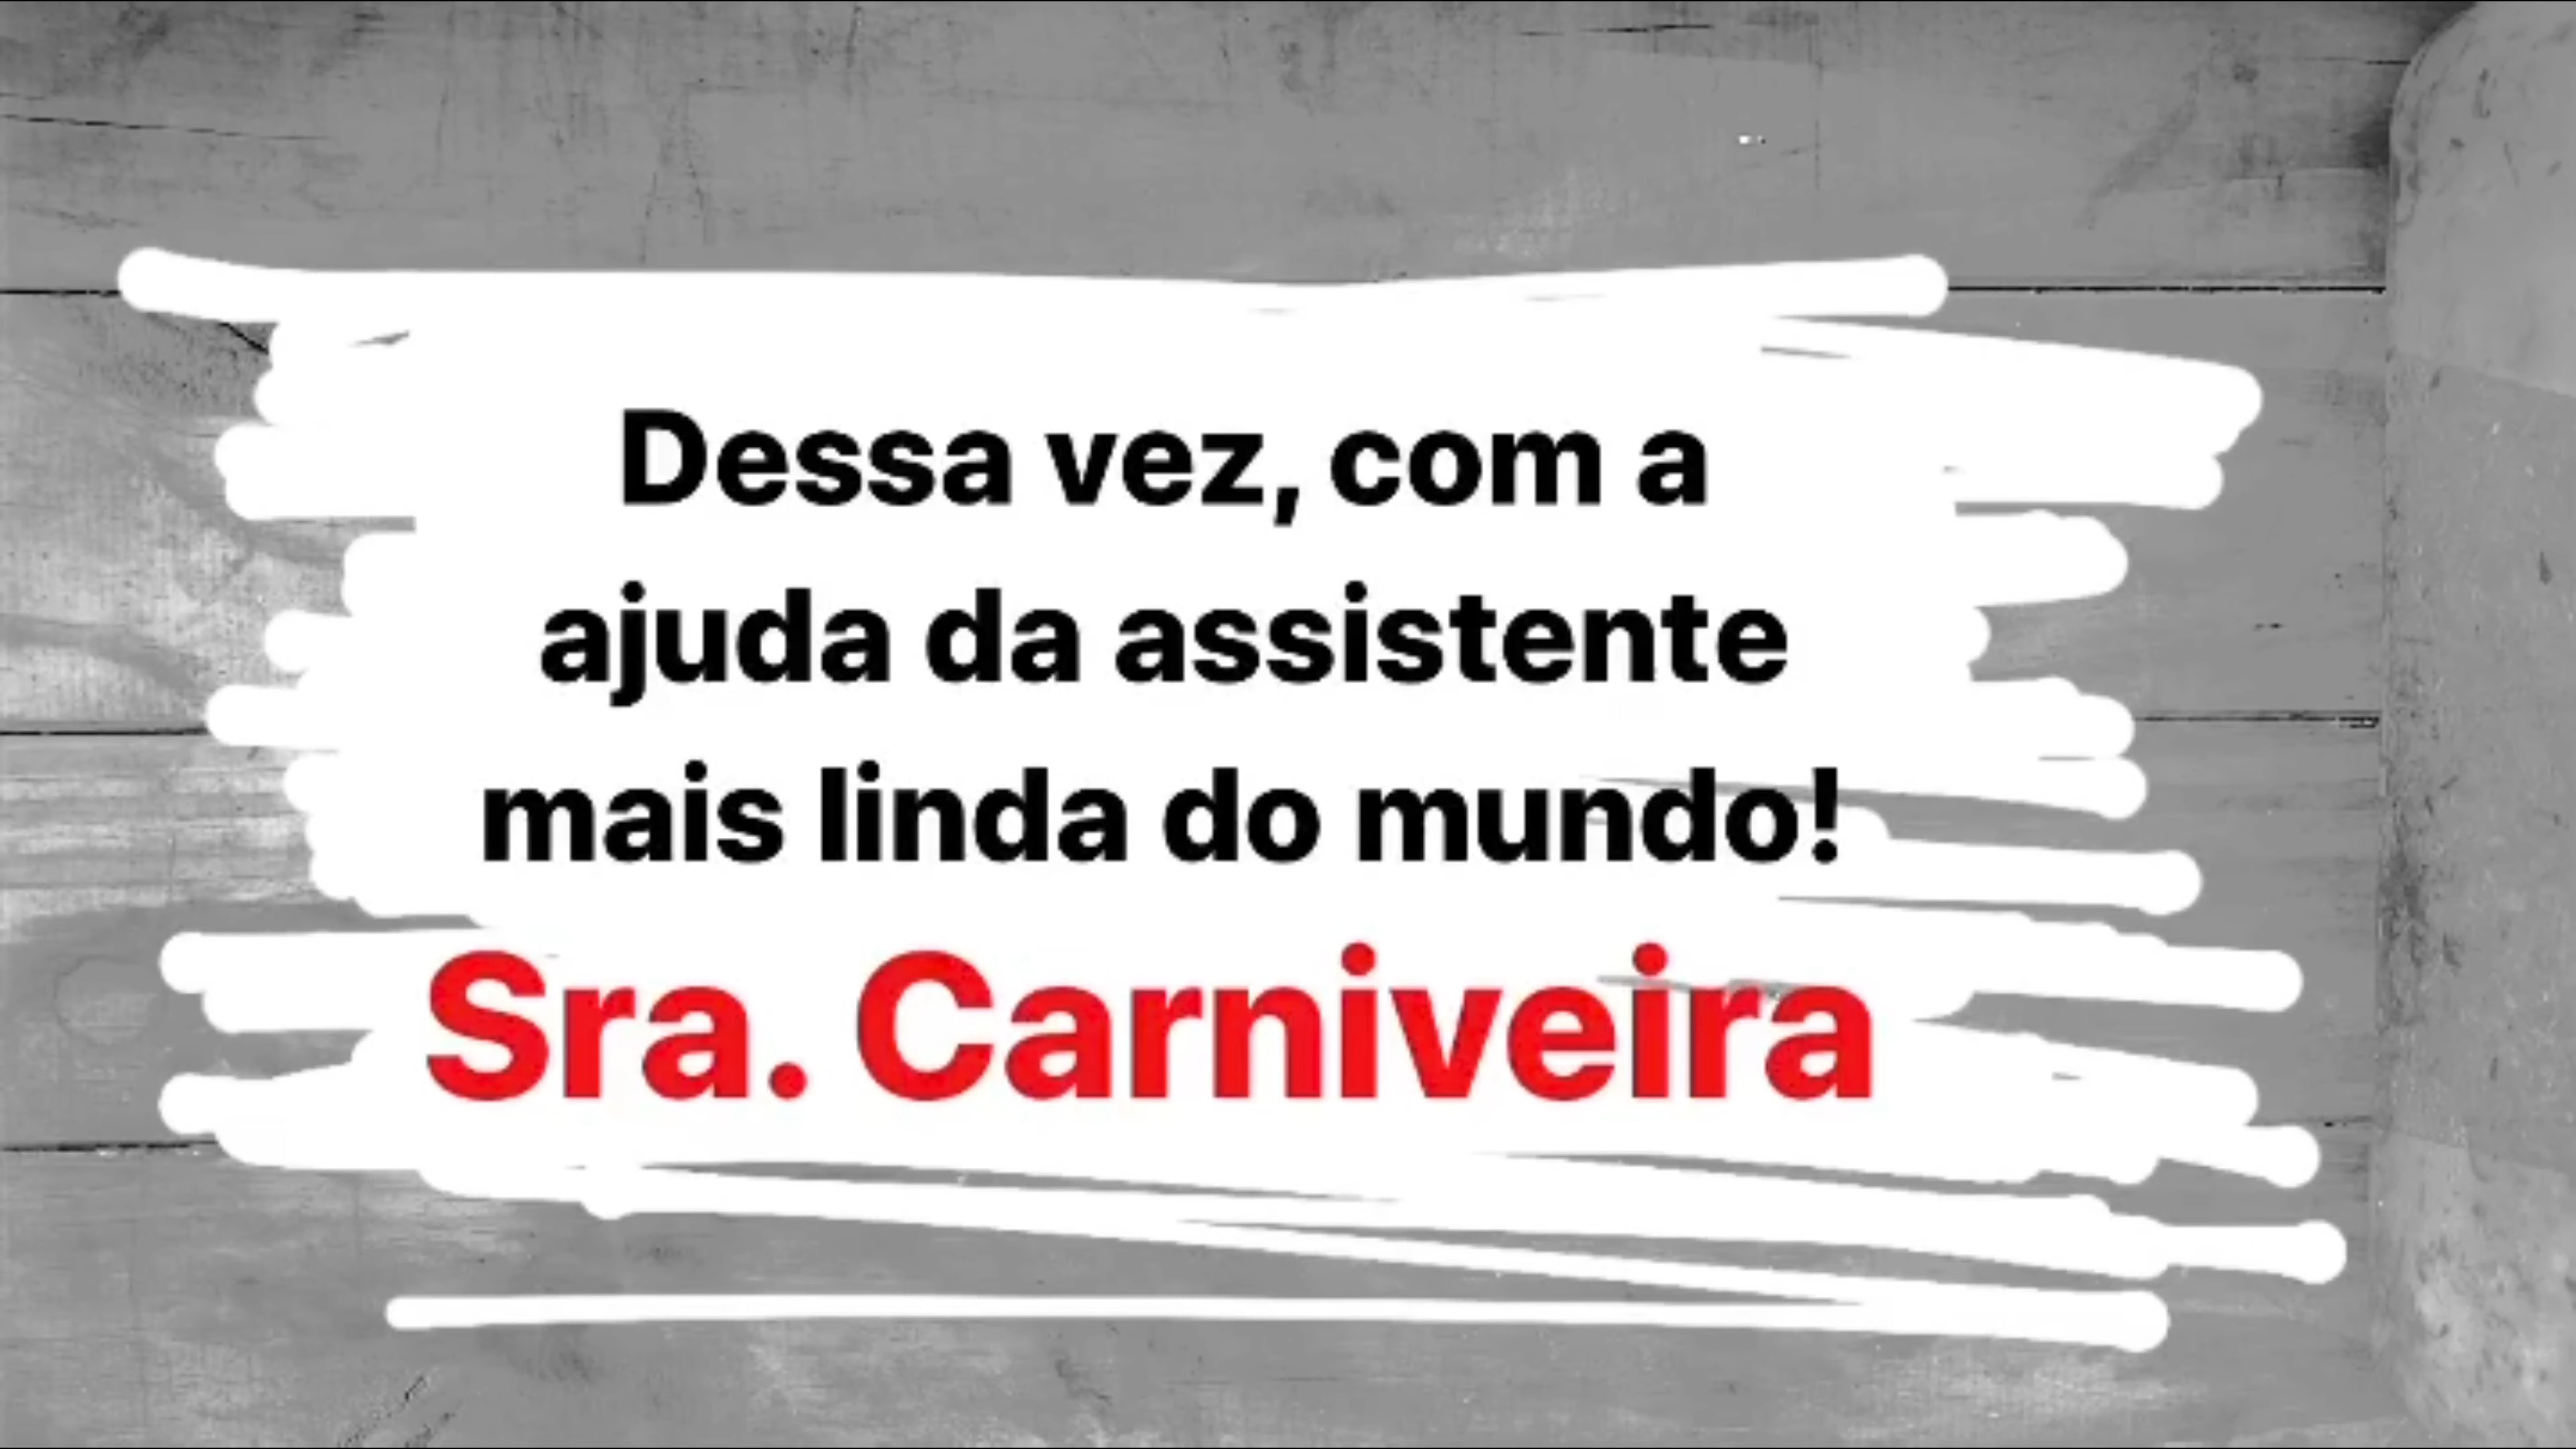 Dessa vez, com a
ajuda da assistente
mais linda do mundo!
Sra. Carniveira